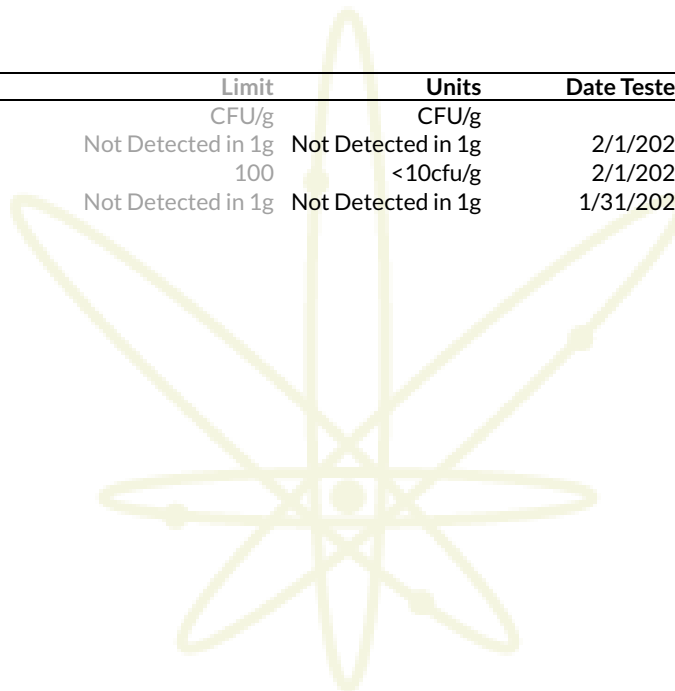 Limit Units Date Teste
CFU/g CFU/g
Not Detected in 1g Not Detected in 1g 2/1/202
100 <10cfu/g 2/1/202
Not Detected in 1g Not Detected in 1g 1/31/202